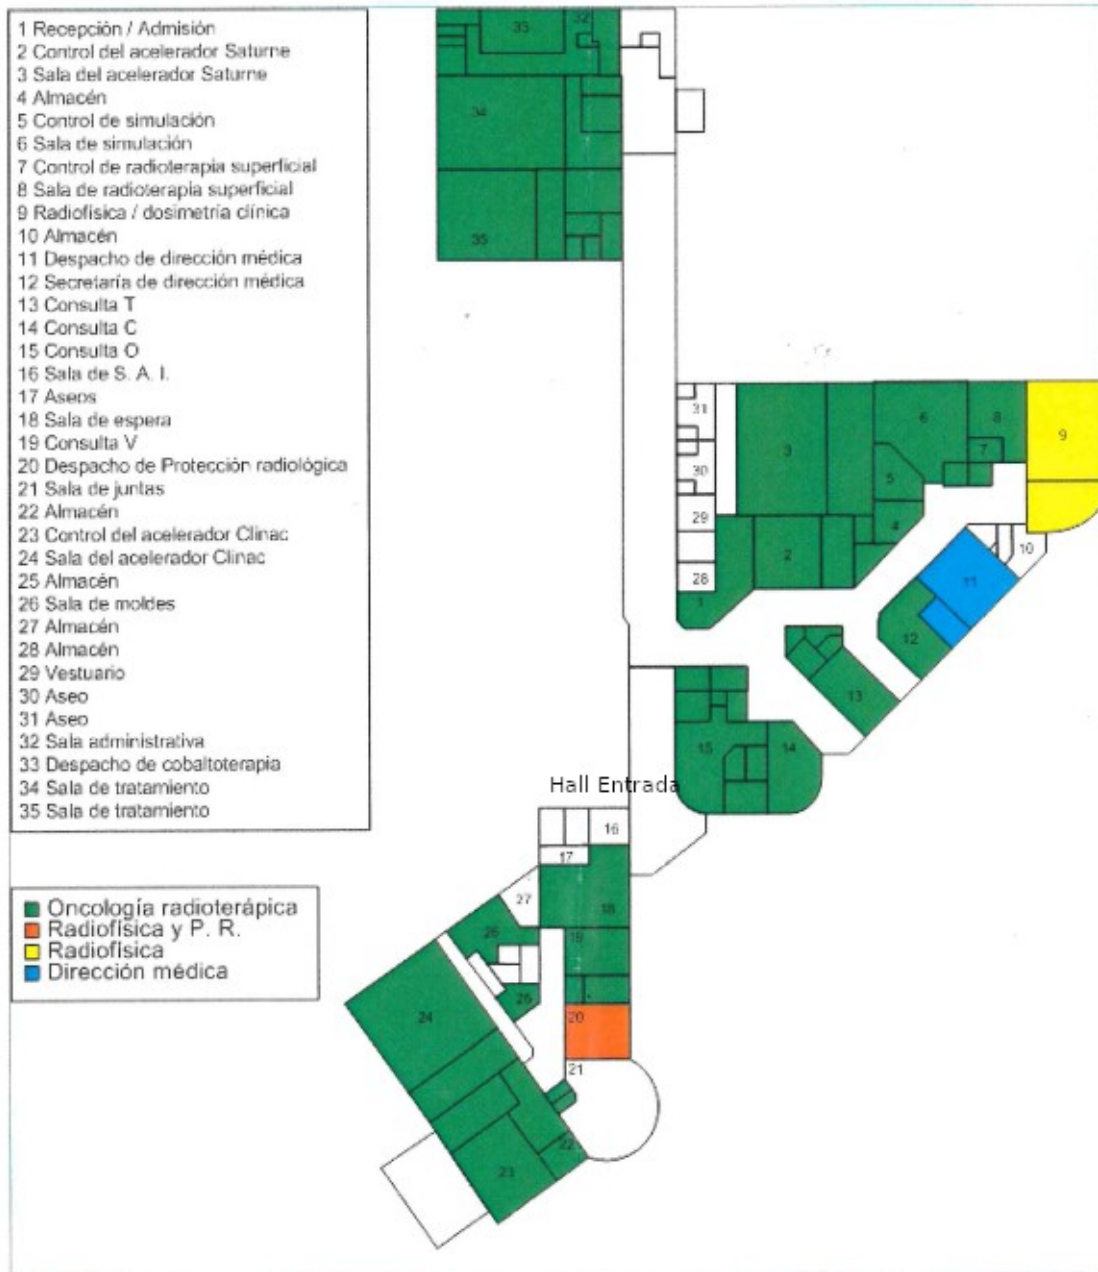 1 Recepción / Admisión
2 Control del acelerador Saturne
3 Sala del acelerador Saturne
4 Almacén
5 Control de simulación
6 Sala de simulación
7 Control de radioterapia superficial
8 Sala de radioterapia superficial
9 Radiofísica / dosimetría clínica
10 Almacén
11 Despacho de dirección médica
12 Secretaría de dirección médica
13 Consulta T
14 Consulta C
15 Consulta O
16 Sala de S. A. I.
17 Aseos
18 Sala de espera
19 Consulta V
20 Despacho de Protección radiológica
21 Sala de juntas
22 Almacén
23 Control del acelerador Clinac
24 Sala del acelerador Clinac
25 Almacén
26 Sala de moldes
27 Almacén
28 Almacén
29 Vestuario
30 Aseo
31 Aseo
32 Sala administrativa
33 Despacho de cobaltoterapia
34 Sala de tratamiento
35 Sala de tratamiento
Oncología radioterápica
Radiofísica y P. R.
Radiofísica
Dirección médica
33 32
34
35
31 3 6 8 9
30 5 7
29 4
28 2 10
1 11
12
13
15 14
Hall Entrada
16
17
27 18
26 19
25
24 20
21
22
23